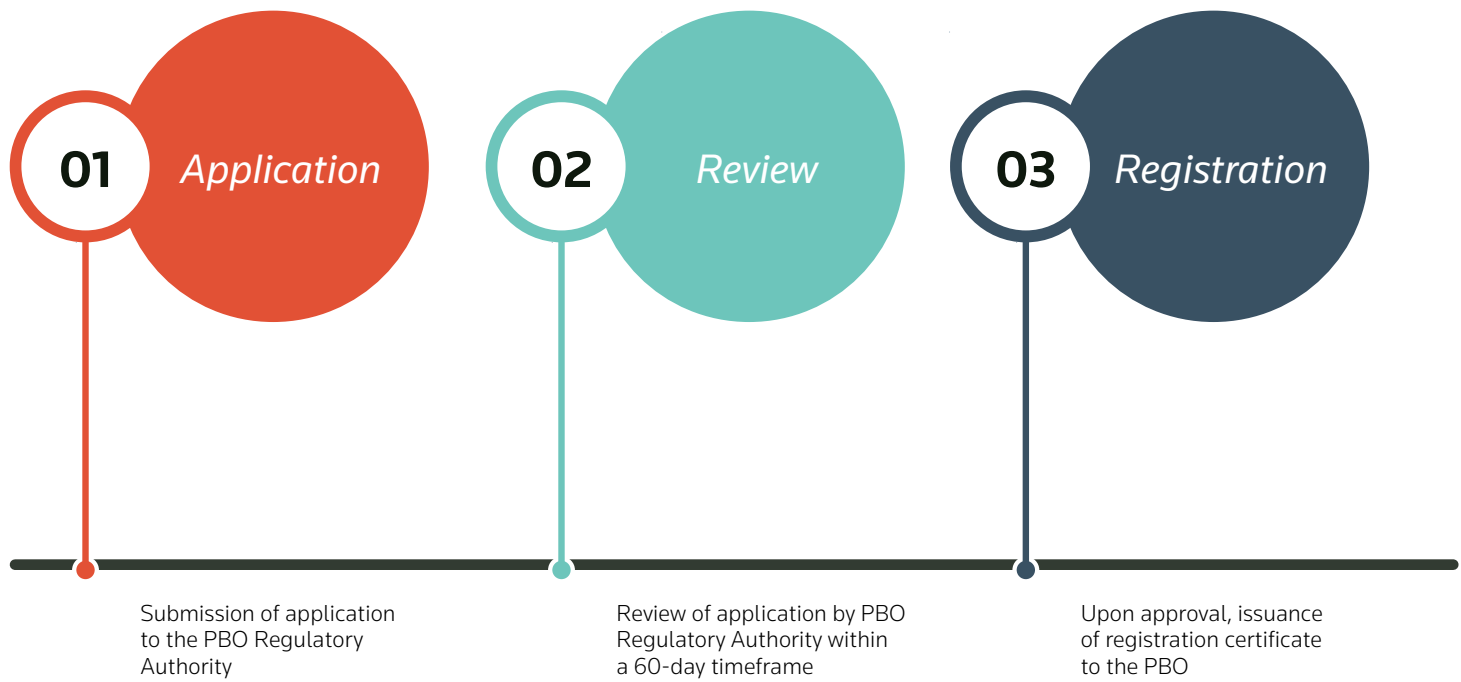 01
Application
02
Review
03
Registration
Submission of application
to the PBO Regulatory
Authority
Review of application by PBO
Regulatory Authority within
a 60-day timeframe
Upon approval, issuance
of registration certificate
to the PBO